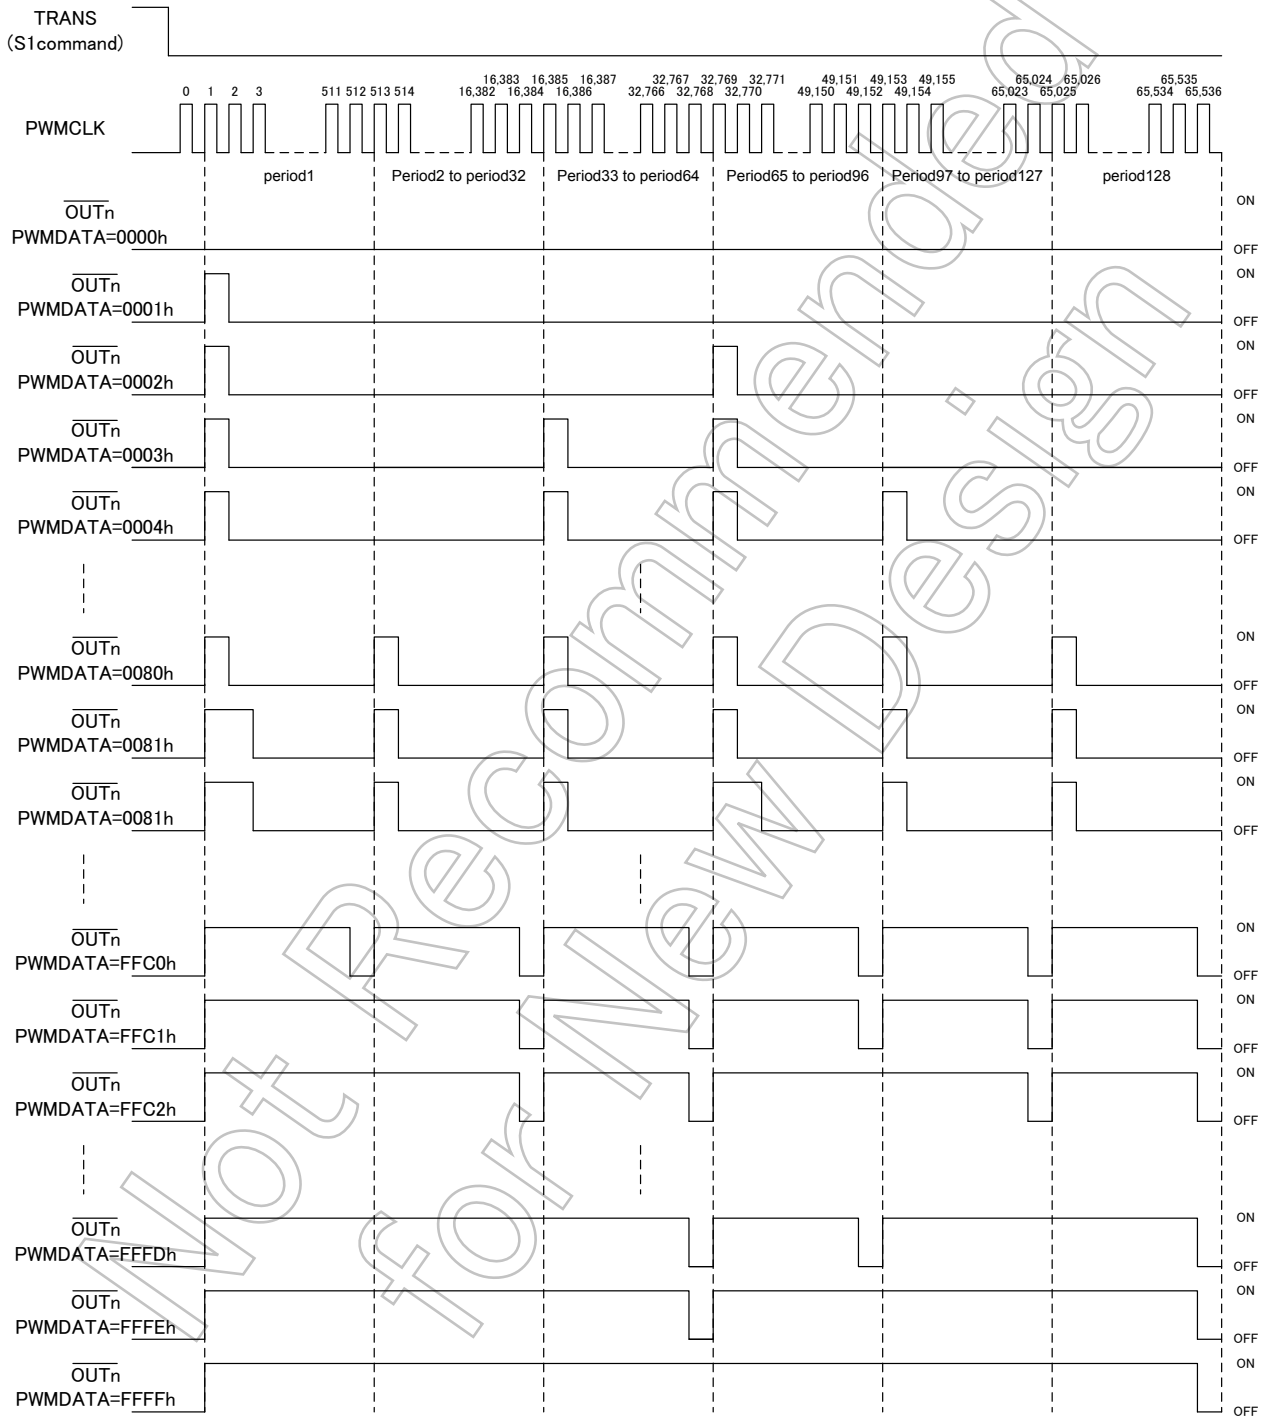 TRANS
(S1command)
16,383 16,385 16,387 32,767 32,769 32,771 49,151 49,153 49,155 65,024 65,026 65,535
0 1 2 3 511 512 513 514 16,382 16,384 16,386 32,766 32,768 32,770 49,150 49,152 49,154 65,023 65,025 65,534 65,536
PWMCLK
period1 Period2 to period32 Period33 to period64 Period65 to period96 Period97 to period127 period128
ON
OUTn
PWMDATA=0000h
OFF
ON
OUTn
PWMDATA=0001h
OFF
ON
OUTn
PWMDATA=0002h
OFF
ON
OUTn
PWMDATA=0003h
OFF
ON
OUTn
PWMDATA=0004h
OFF
ON
OUTn
PWMDATA=0080h
OFF
ON
OUTn
PWMDATA=0081h
OFF
ON
OUTn
PWMDATA=0081h
OFF
ON
OUTn
PWMDATA=FFC0h
OFF
ON
OUTn
PWMDATA=FFC1h
OFF
ON
OUTn
PWMDATA=FFC2h
OFF
ON
OUTn
PWMDATA=FFFDh
OFF
ON
OUTn
PWMDATA=FFFEh
OFF
ON
OUTn
PWMDATA=FFFFh
OFF
Not Recommended
for New Design